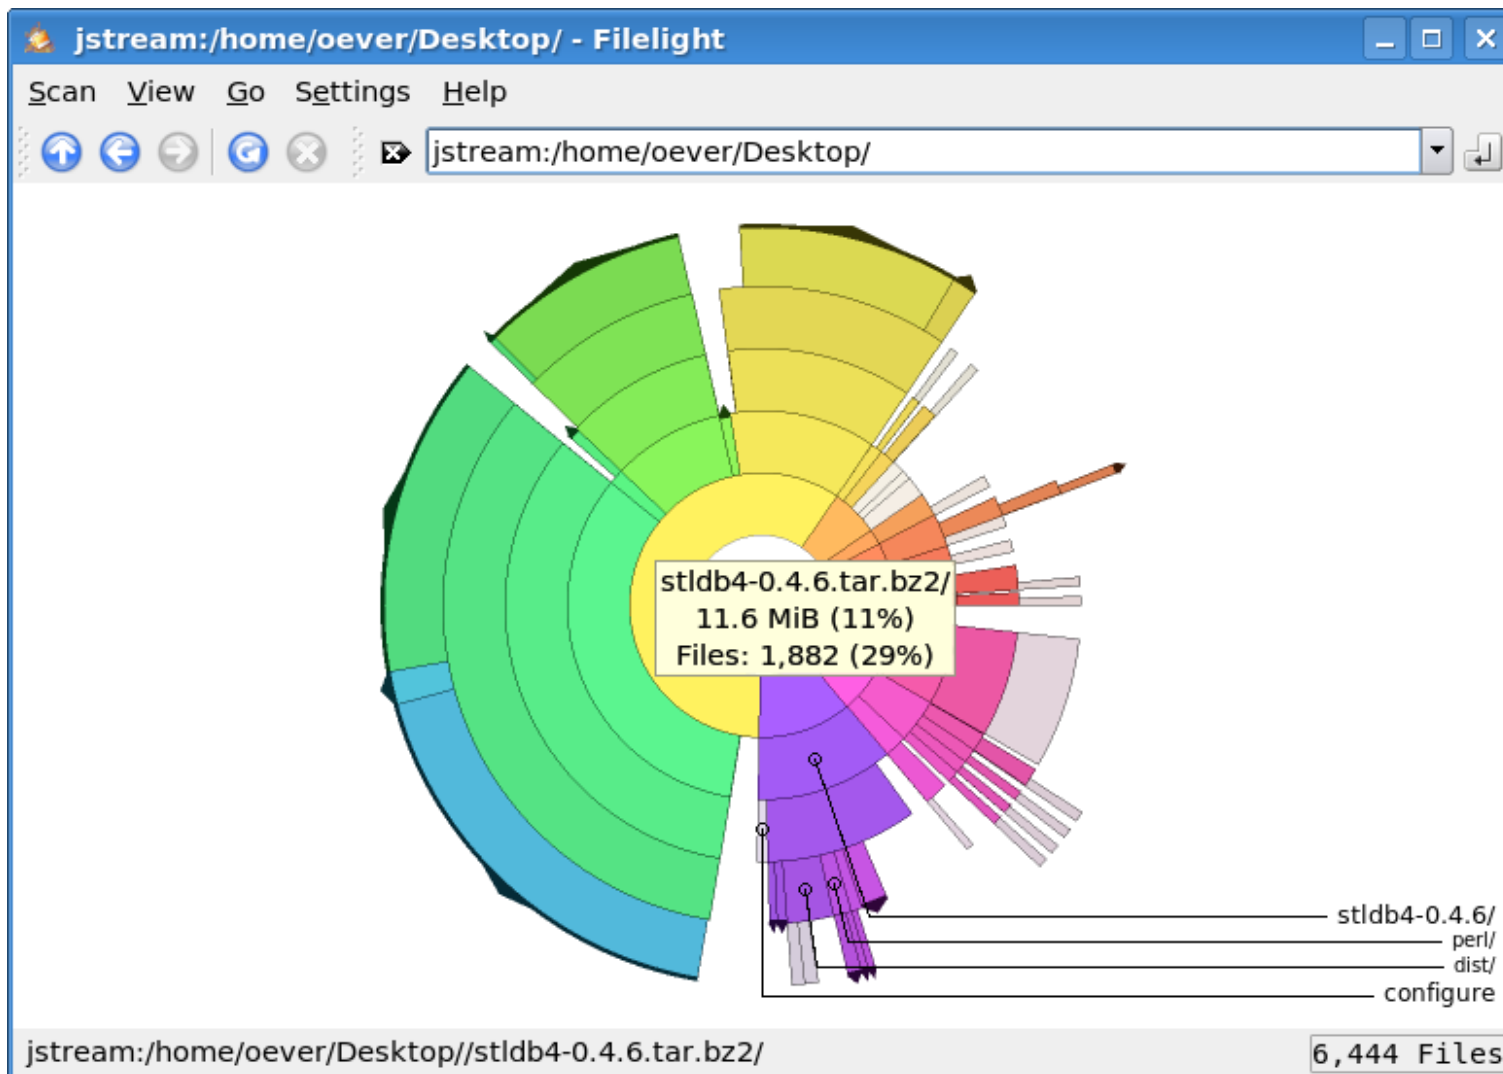 jstream:/home/oever/Desktop/ - Filelight
Scan View Go Settings Help
jstream:/home/oever/Desktop/
stldb4-0.4.6.tar.bz2/
11.6 MiB (11%)
Files: 1,882 (29%)
stldb4-0.4.6/
perl/
dist/
configure
jstream:/home/oever/Desktop//stldb4-0.4.6.tar.bz2/
6,444 Files